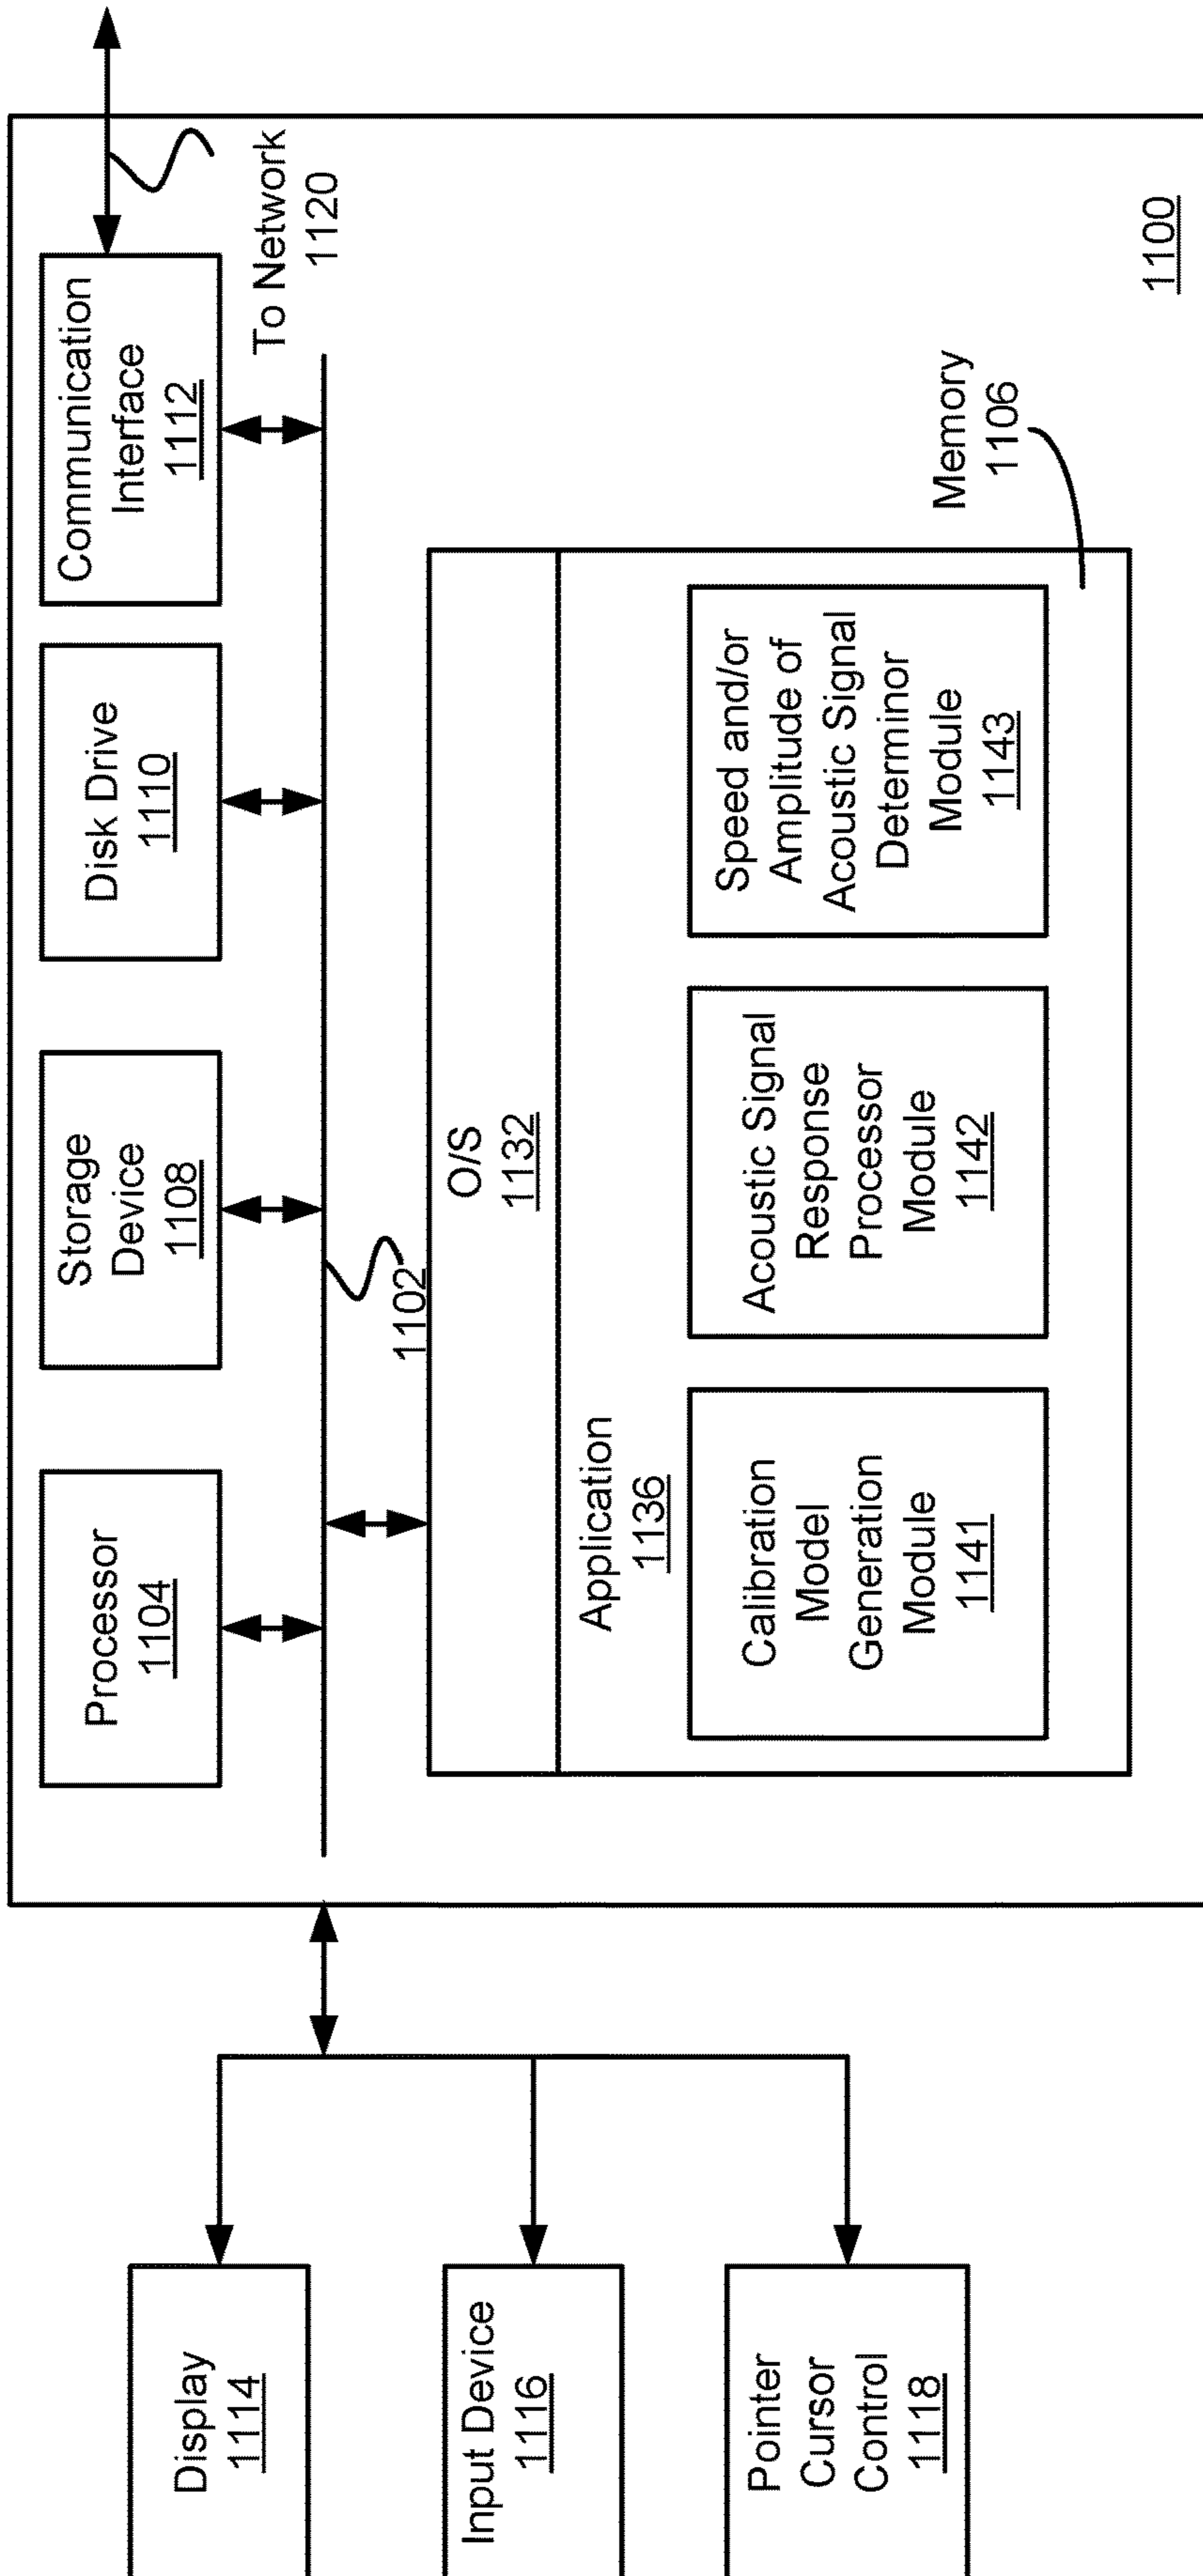 Display
1114
Input Device
1116
Pointer
Cursor
Control
1118
Processor
1104
Storage
Device
1108
Disk Drive
1110
Communication
Interface
1112
To Network
1120
1102
O/S
1132
Application
1136
Calibration
Model
Generation
Module
1141
Acoustic Signal
Response
Processor
Module
1142
Speed and/or
Amplitude of
Acoustic Signal
Determinor
Module
1143
Memory
1106
1100